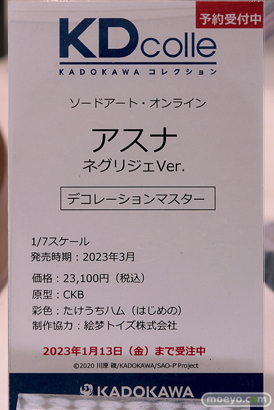 予約受付中
KDcolle
KADOKAWA コレクション
ソードアート・オンライン
アスナ
ネグリジェVer.
デコレーションマスター
1/7スケール
発売時期：2023年3月
価格：23,100円（税込）
原型：CKB
彩色：たけうちハム（はじめの）
制作協力：絵夢トイズ株式会社
2023年1月13日（金）まで受注中
©2020 川原 礫/KADOKAWA/SAO-P Project
KADOKAWA
moeyo.com